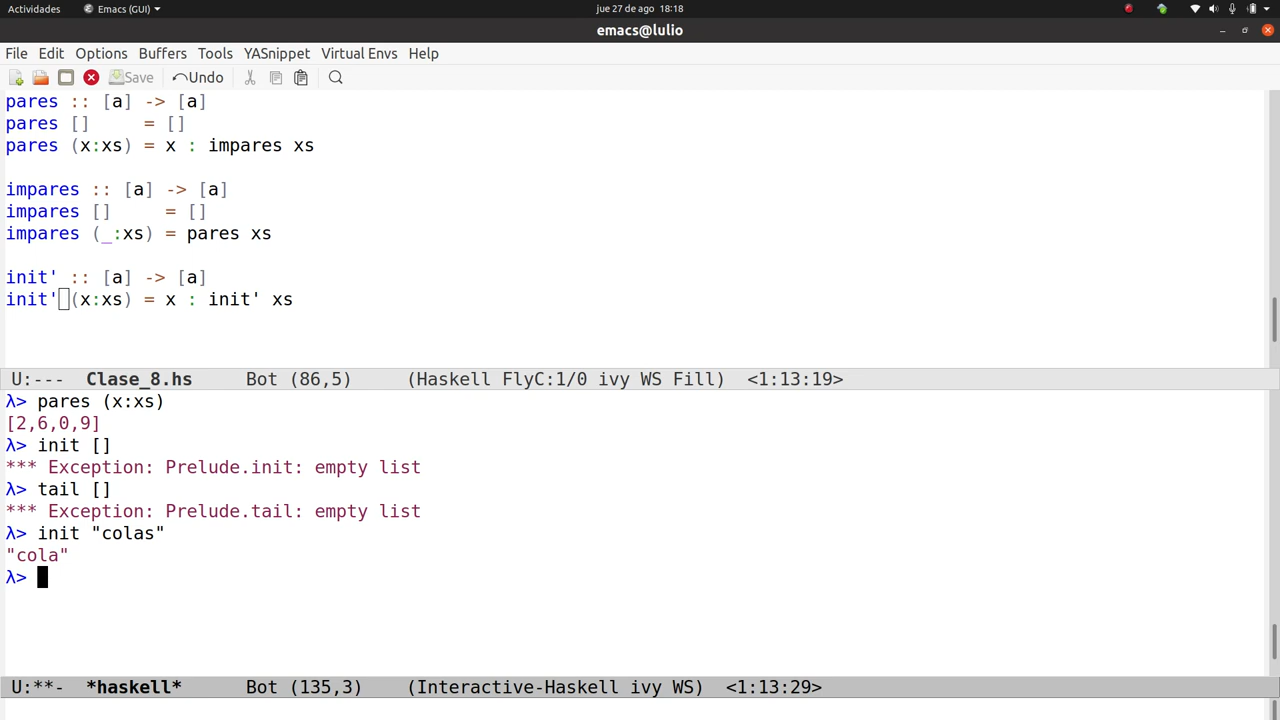 Actividades Emacs (GUI) jue 27 de ago 18:18
emacs@lulio
File Edit Options Buffers Tools YASnippet Virtual Envs Help
Save Undo
pares :: [a] -> [a]
pares []     = []
pares (x:xs) = x : impares xs
impares :: [a] -> [a]
impares []     = []
impares (_:xs) = pares xs
init' :: [a] -> [a]
init' (x:xs) = x : init' xs
U:--- Clase_8.hs Bot (86,5) (Haskell FlyC:1/0 ivy WS Fill) <1:13:19>
λ> pares (x:xs)
[2,6,0,9]
λ> init []
*** Exception: Prelude.init: empty list
λ> tail []
*** Exception: Prelude.tail: empty list
λ> init "colas"
"cola"
λ>
U:**- *haskell* Bot (135,3) (Interactive-Haskell ivy WS) <1:13:29>